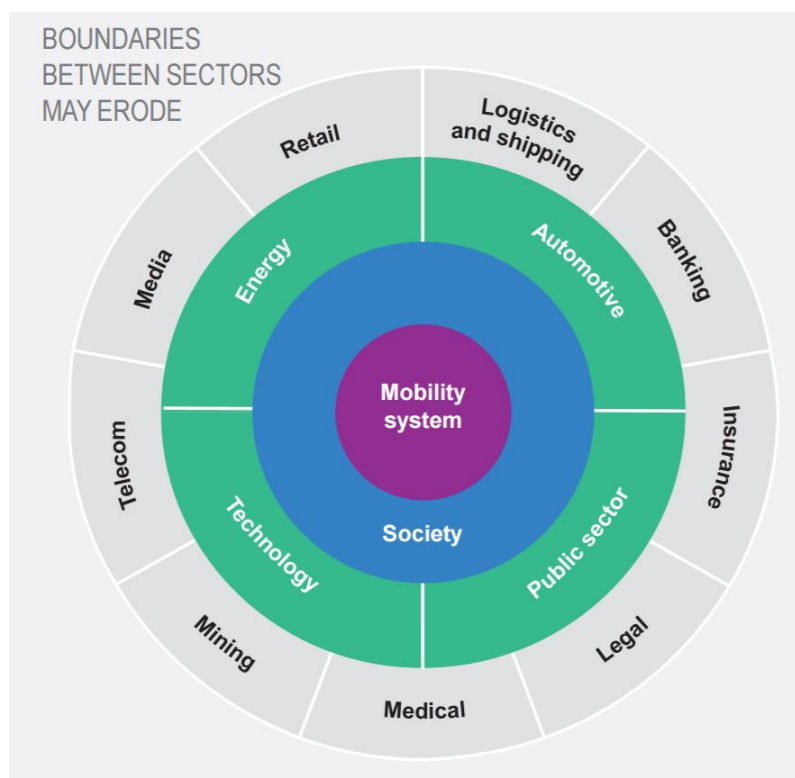 BOUNDARIES
BETWEEN SECTORS
MAY ERODE
Logistics
and shipping
Banking
Insurance
Legal
Medical
Mining
Telecom
Media
Retail
Automotive
Public sector
Technology
Energy
Society
Mobility
system